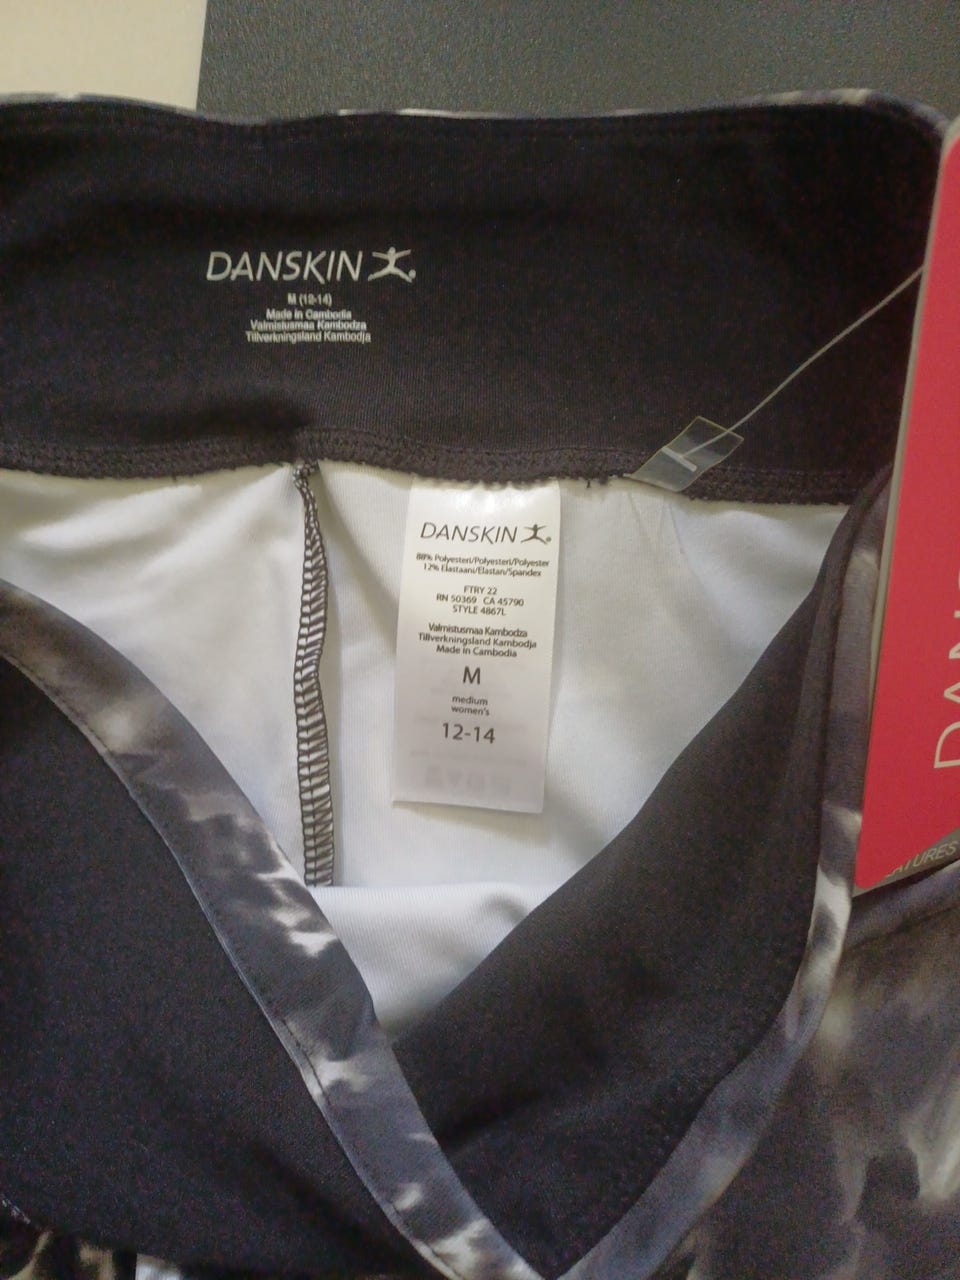 DANSKIN
M (12-14)
Made in Cambodia
Valmistusmaa Kambodza
Tillverkningsland Kambodja
DANSKIN
88% Polyesteri/Polyesteri/Polyester
12% Elastaani/Elastan/Spandex
FTRY 22
RN 50369 CA 45790
STYLE 4867L
Valmistusmaa Kambodza
Tillverkningsland Kambodja
Made in Cambodia
M
medium
women's
12-14
DANS
ATURES